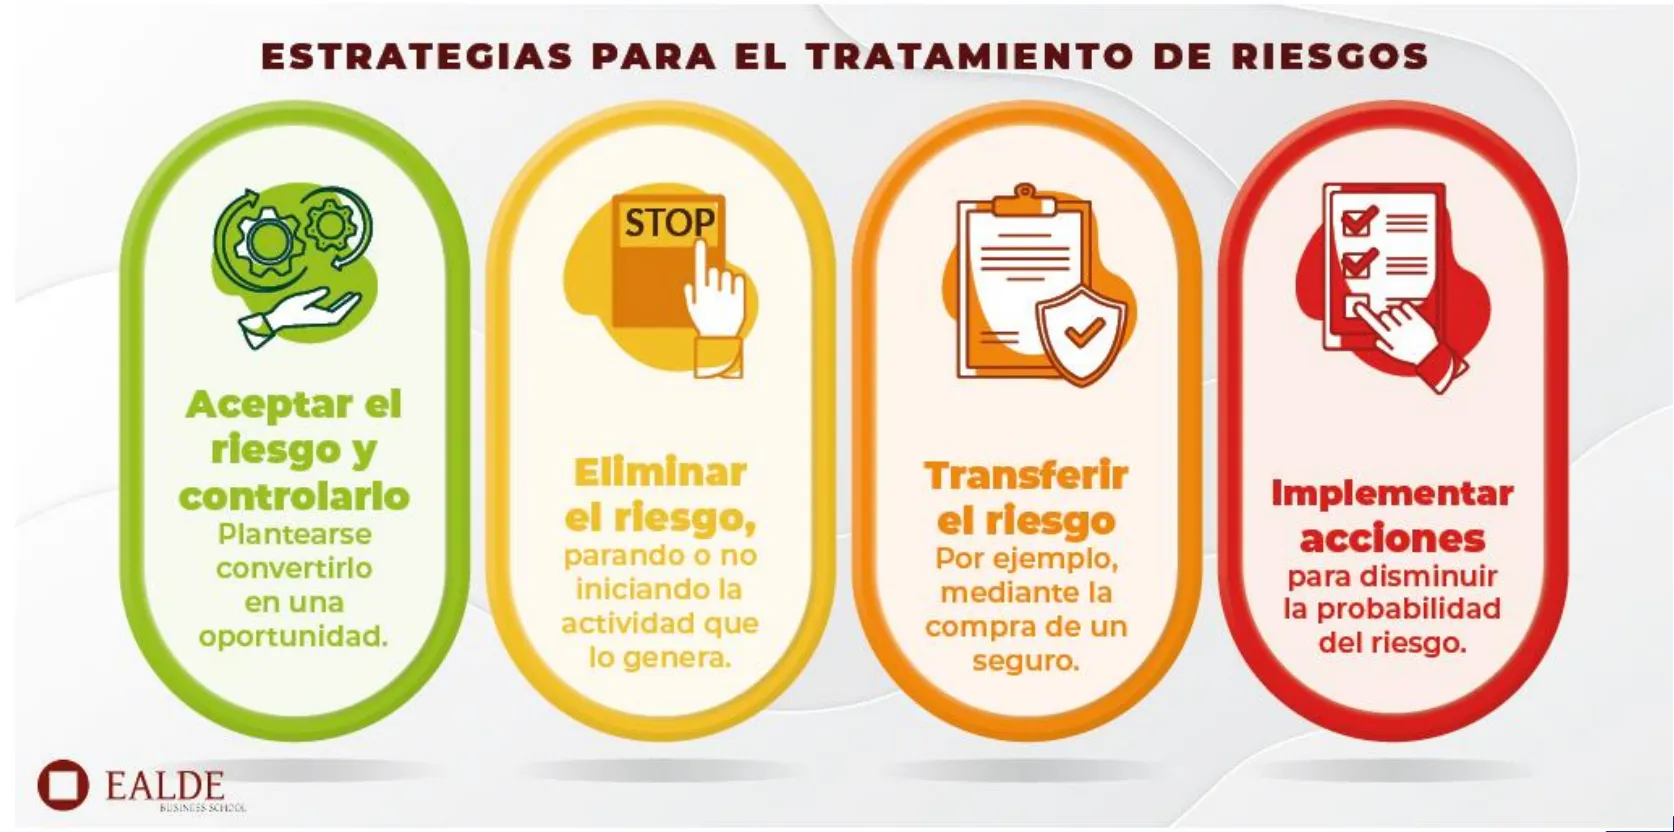 ESTRATEGIAS PARA EL TRATAMIENTO DE RIESGOS
Aceptar el
riesgo y
controlarlo
Plantearse
convertirlo
en una
oportunidad.
STOP
Eliminar
el riesgo,
parando o no
iniciando la
actividad que
lo genera.
Transferir
el riesgo
Por ejemplo,
mediante la
compra de un
seguro.
Implementar
acciones
para disminuir
la probabilidad
del riesgo.
EALDE
BUSINESS SCHOOL